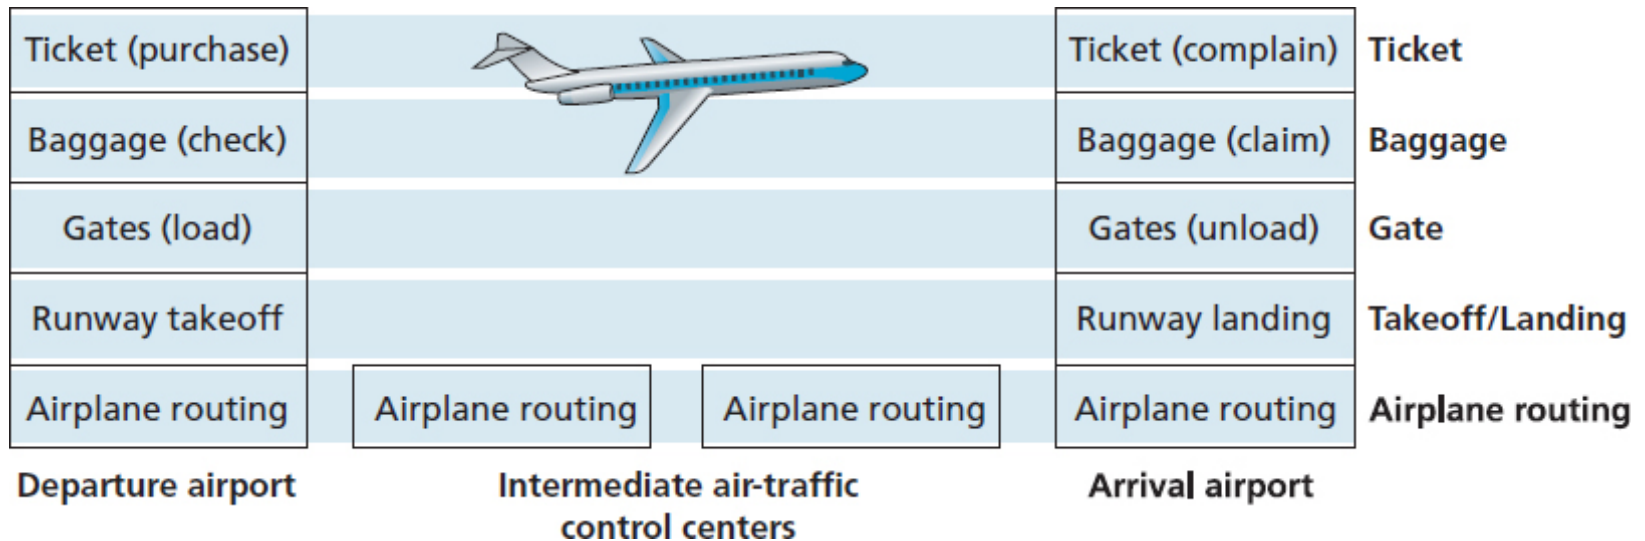 Ticket (purchase) Ticket (complain) Ticket
Baggage (check) Baggage (claim) Baggage
Gates (load) Gates (unload) Gate
Runway takeoff Runway landing Takeoff/Landing
Airplane routing Airplane routing Airplane routing Airplane routing Airplane routing
Departure airport Intermediate air-traffic Arrival airport
control centers